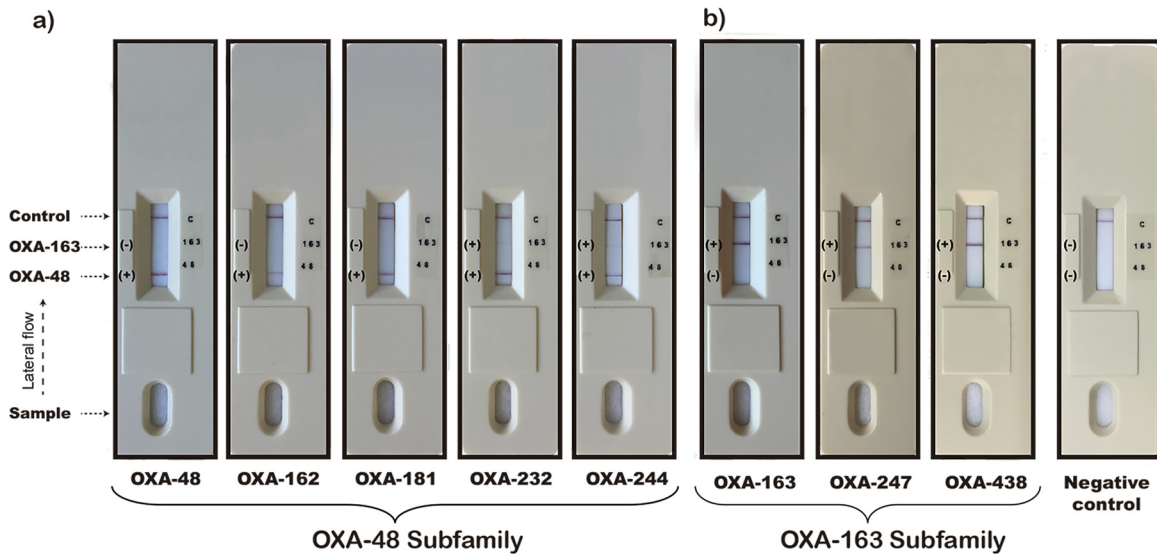 a)
b)
Control
OXA-163
OXA-48
Lateral flow
Sample
(-)
(+)
C
163
48
OXA-48
(-)
(+)
C
163
48
OXA-162
(-)
(+)
C
163
48
OXA-181
(+)
(+)
C
163
48
OXA-232
(+)
(+)
C
163
48
OXA-244
(+)
(-)
C
163
48
OXA-163
(+)
(-)
C
163
48
OXA-247
(+)
(-)
C
163
48
OXA-438
(-)
(-)
C
163
48
Negative
control
OXA-48 Subfamily
OXA-163 Subfamily